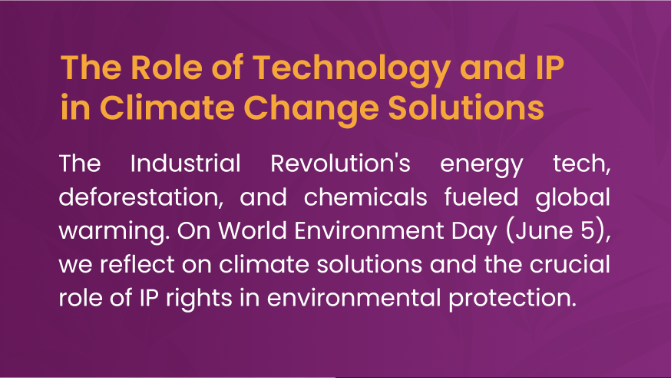 The Role of Technology and IP
in Climate Change Solutions
The Industrial Revolution's energy tech,
deforestation, and chemicals fueled global
warming. On World Environment Day (June 5),
we reflect on climate solutions and the crucial
role of IP rights in environmental protection.